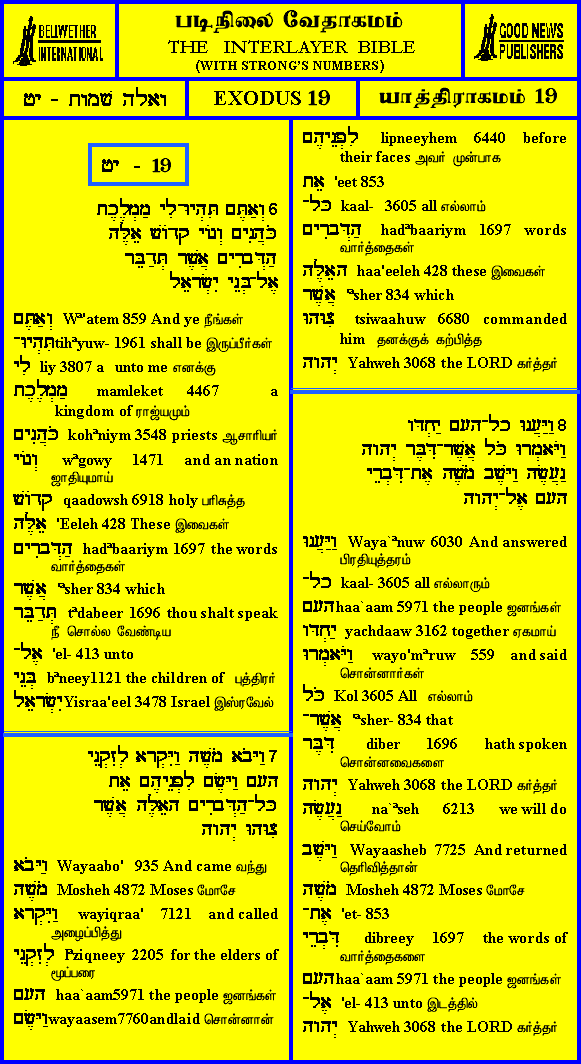 BELLWETHER
INTERNATIONAL
படிநிலை வேதாகமம்
THE INTERLAYER BIBLE
(WITH STRONG'S NUMBERS)
GOOD NEWS
PUBLISHERS
ואלה שמות - יט
EXODUS 19
யாத்திராகமம் 19
יט - 19
6 וְאַתֶּם תִּהְיוּ־לִי מַמְלֶכֶת
כֹּהֲנִים וְגוֹי קָדוֹשׁ אֵלֶּה
הַדְּבָרִים אֲשֶׁר תְּדַבֵּר
אֶל־בְּנֵי יִשְׂרָאֵל
וְאַתֶּם Wᵊ'atem 859 And ye நீங்கள்
תִּהְיוּ־ tihᵊyuw- 1961 shall be இருப்பீர்கள்
לִי liy 3807 a unto me எனக்கு
מַמְלֶכֶת mamleket 4467 a
kingdom of ராஜ்யமும்
כֹּהֲנִים kohᵃniym 3548 priests ஆசாரியர்
וְגוֹי wᵊgowy 1471 and an nation
ஜாதியுமாய்
קָדוֹשׁ qaadowsh 6918 holy பரிசுத்த
אֵלֶּה 'Eeleh 428 These இவைகள்
הַדְּבָרִים hadᵊbaariym 1697 the words
வார்த்தைகள்
אֲשֶׁר 'ᵃsher 834 which
תְּדַבֵּר tᵊdabeer 1696 thou shalt speak
நீ சொல்ல வேண்டிய
אֶל־ 'el- 413 unto
בְּנֵי bᵊneey1121 the children of புத்திரர்
יִשְׂרָאֵל Yisraa'eel 3478 Israel இஸ்ரவேல்
7 וַיָּבֹא מֹשֶׁה וַיִּקְרָא לְזִקְנֵי
הָעָם וַיָּשֶׂם לִפְנֵיהֶם אֵת
כָּל־הַדְּבָרִים הָאֵלֶּה אֲשֶׁר
צִוָּהוּ יְהוָה
וַיָּבֹא Wayaabo' 935 And came வந்து
מֹשֶׁה Mosheh 4872 Moses மோசே
וַיִּקְרָא wayiqraa' 7121 and called
அழைப்பித்து
לְזִקְנֵי lᵊziqneey 2205 for the elders of
மூப்பரை
הָעָם haa`aam5971 the people ஜனங்கள்
וַיָּשֶׂם wayaasem7760andlaid சொன்னான்
לִפְנֵיהֶם lipneeyhem 6440 before
their faces அவர் முன்பாக
אֵת 'eet 853
כָּל־ kaal- 3605 all எல்லாம்
הַדְּבָרִים hadᵊbaariym 1697 words
வார்த்தைகள்
הָאֵלֶּה haa'eeleh 428 these இவைகள்
אֲשֶׁר 'ᵃsher 834 which
צִוָּהוּ tsiwaahuw 6680 commanded
him தனக்குக் கற்பித்த
יְהוָה Yahweh 3068 the LORD கர்த்தர்
8 וַיַּעֲנוּ כָל־הָעָם יַחְדָּו
וַיֹּאמְרוּ כֹּל אֲשֶׁר־דִּבֶּר יְהוָה
נַעֲשֶׂה וַיָּשֶׁב מֹשֶׁה אֶת־דִּבְרֵי
הָעָם אֶל־יְהוָה
וַיַּעֲנוּ Waya`ᵃnuw 6030 And answered
பிரதியுத்தரம்
כָל־ kaal- 3605 all எல்லாரும்
הָעָם haa`aam 5971 the people ஜனங்கள்
יַחְדָּו yachdaaw 3162 together ஏகமாய்
וַיֹּאמְרוּ wayo'mᵊruw 559 and said
சொன்னார்கள்
כֹּל Kol 3605 All எல்லாம்
אֲשֶׁר־ 'ᵃsher- 834 that
דִּבֶּר diber 1696 hath spoken
சொன்னவைகளை
יְהוָה Yahweh 3068 the LORD கர்த்தர்
נַעֲשֶׂה na`ᵃseh 6213 we will do
செய்வோம்
וַיָּשֶׁב Wayaasheb 7725 And returned
தெரிவித்தான்
מֹשֶׁה Mosheh 4872 Moses மோசே
אֶת־ 'et- 853
דִּבְרֵי dibreey 1697 the words of
வார்த்தைகளை
הָעָם haa`aam 5971 the people ஜனங்கள்
אֶל־ 'el- 413 unto இடத்தில்
יְהוָה Yahweh 3068 the LORD கர்த்தர்